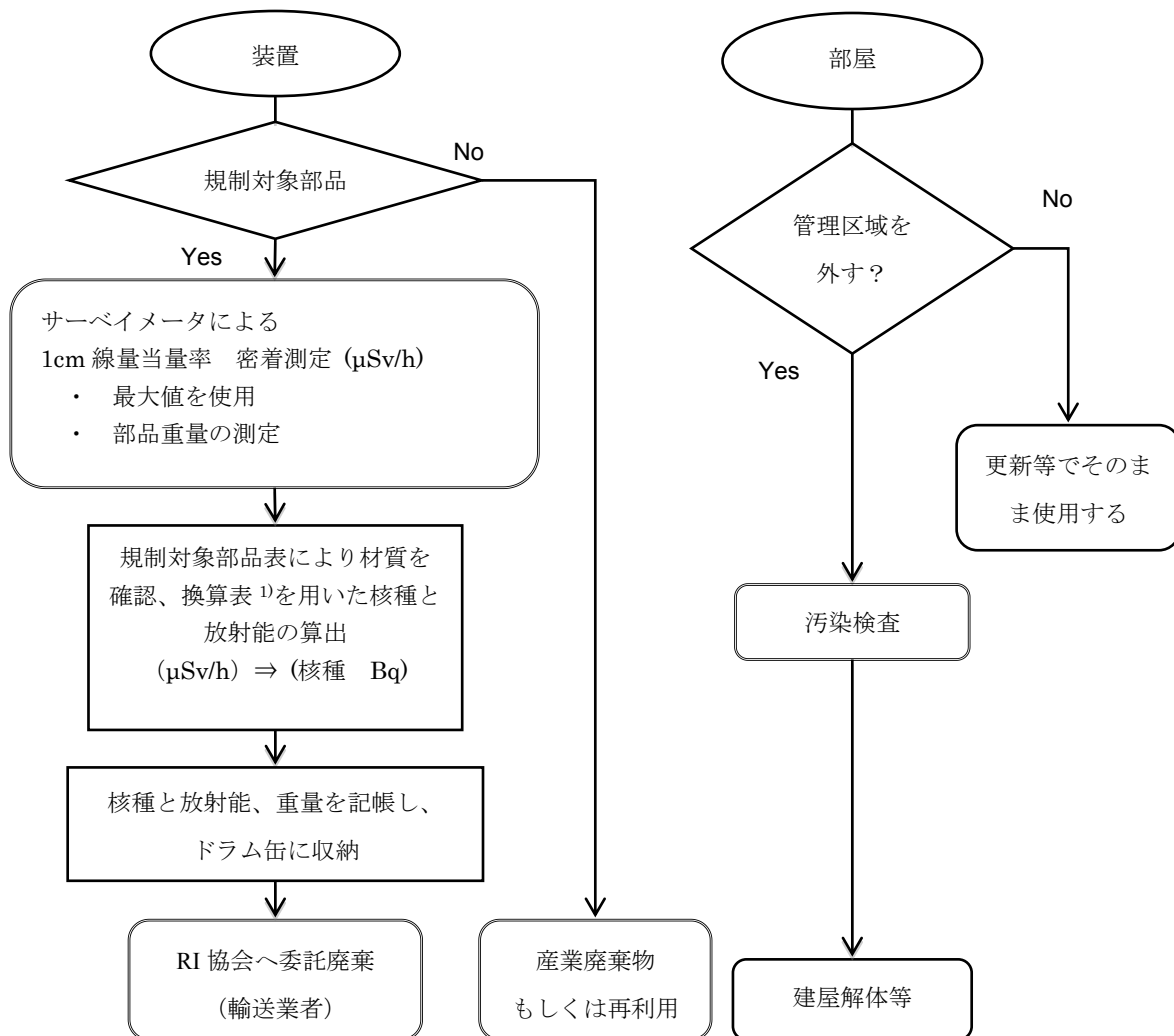 装置
規制対象部品
No
Yes
サーベイメータによる
1cm 線量当量率　密着測定 (μSv/h)
・　最大値を使用
・　部品重量の測定
規制対象部品表により材質を
確認、換算表 1)を用いた核種と
放射能の算出
（μSv/h）⇒ (核種　Bq)
核種と放射能、重量を記帳し、
ドラム缶に収納
RI 協会へ委託廃棄
（輸送業者）
産業廃棄物
もしくは再利用
部屋
管理区域を
外す？
No
Yes
更新等でそのま
ま使用する
汚染検査
建屋解体等